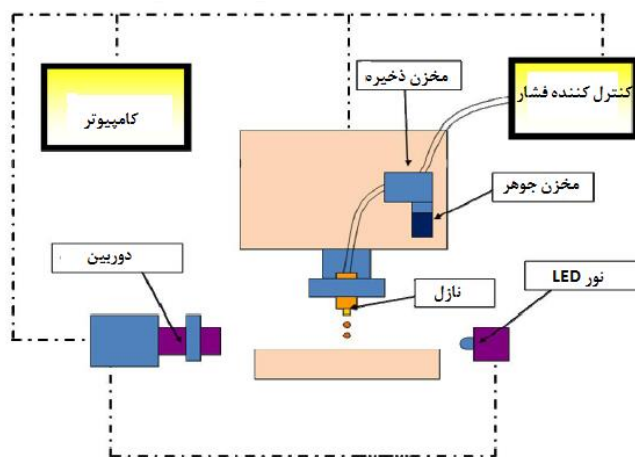 مخزن ذخیره
کنترل کننده فشار
کامپیوتر
مخزن جوهر
دوربین
نازل
نور LED